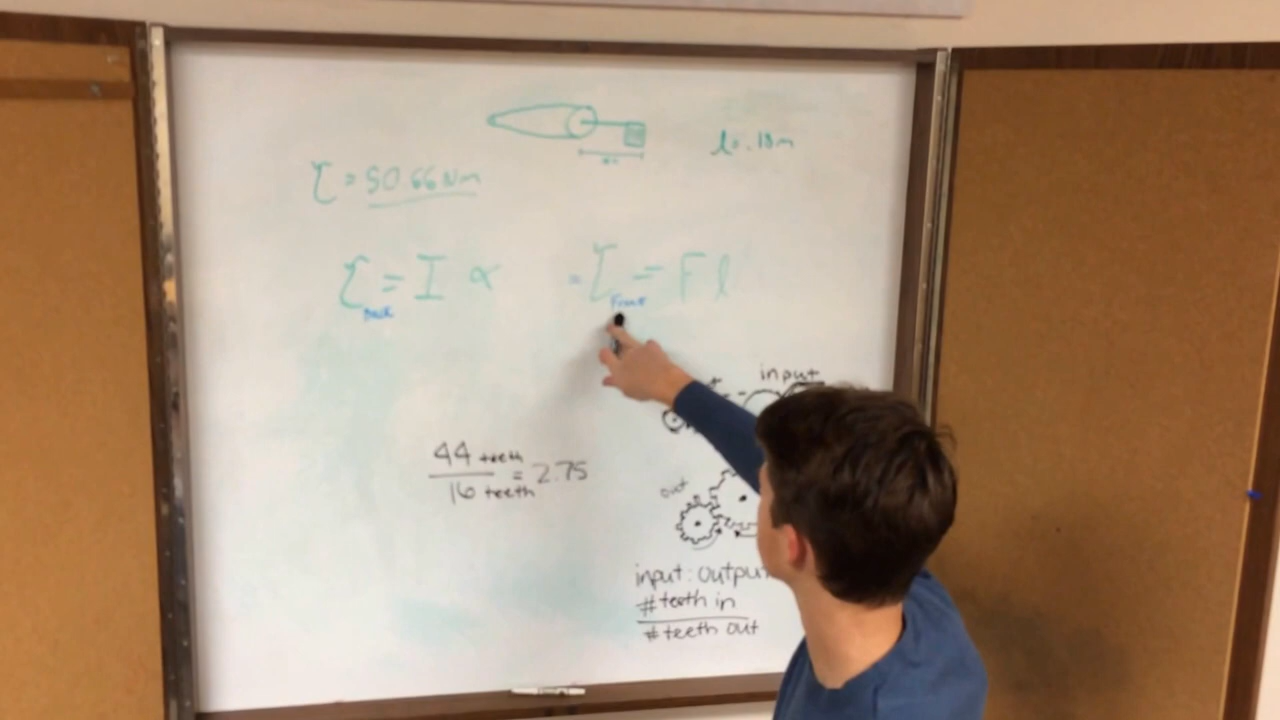 l = .18m
τ = 50.66 Nm
τ = I α = τ = F l
Back
Front
input
44 teeth
16 teeth
= 2.75
out
input : outpu
# teeth in
# teeth out